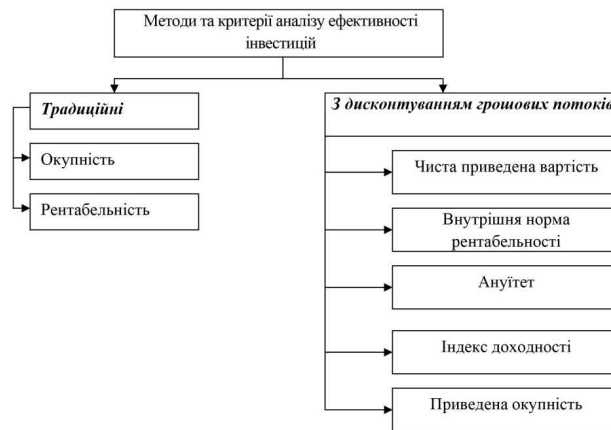 Методи та критерії аналізу ефективності
інвестицій
Традиційні
Окупність
Рентабельність
З дисконтуванням грошових потоків
Чиста приведена вартість
Внутрішня норма
рентабельності
Ануїтет
Індекс доходності
Приведена окупність